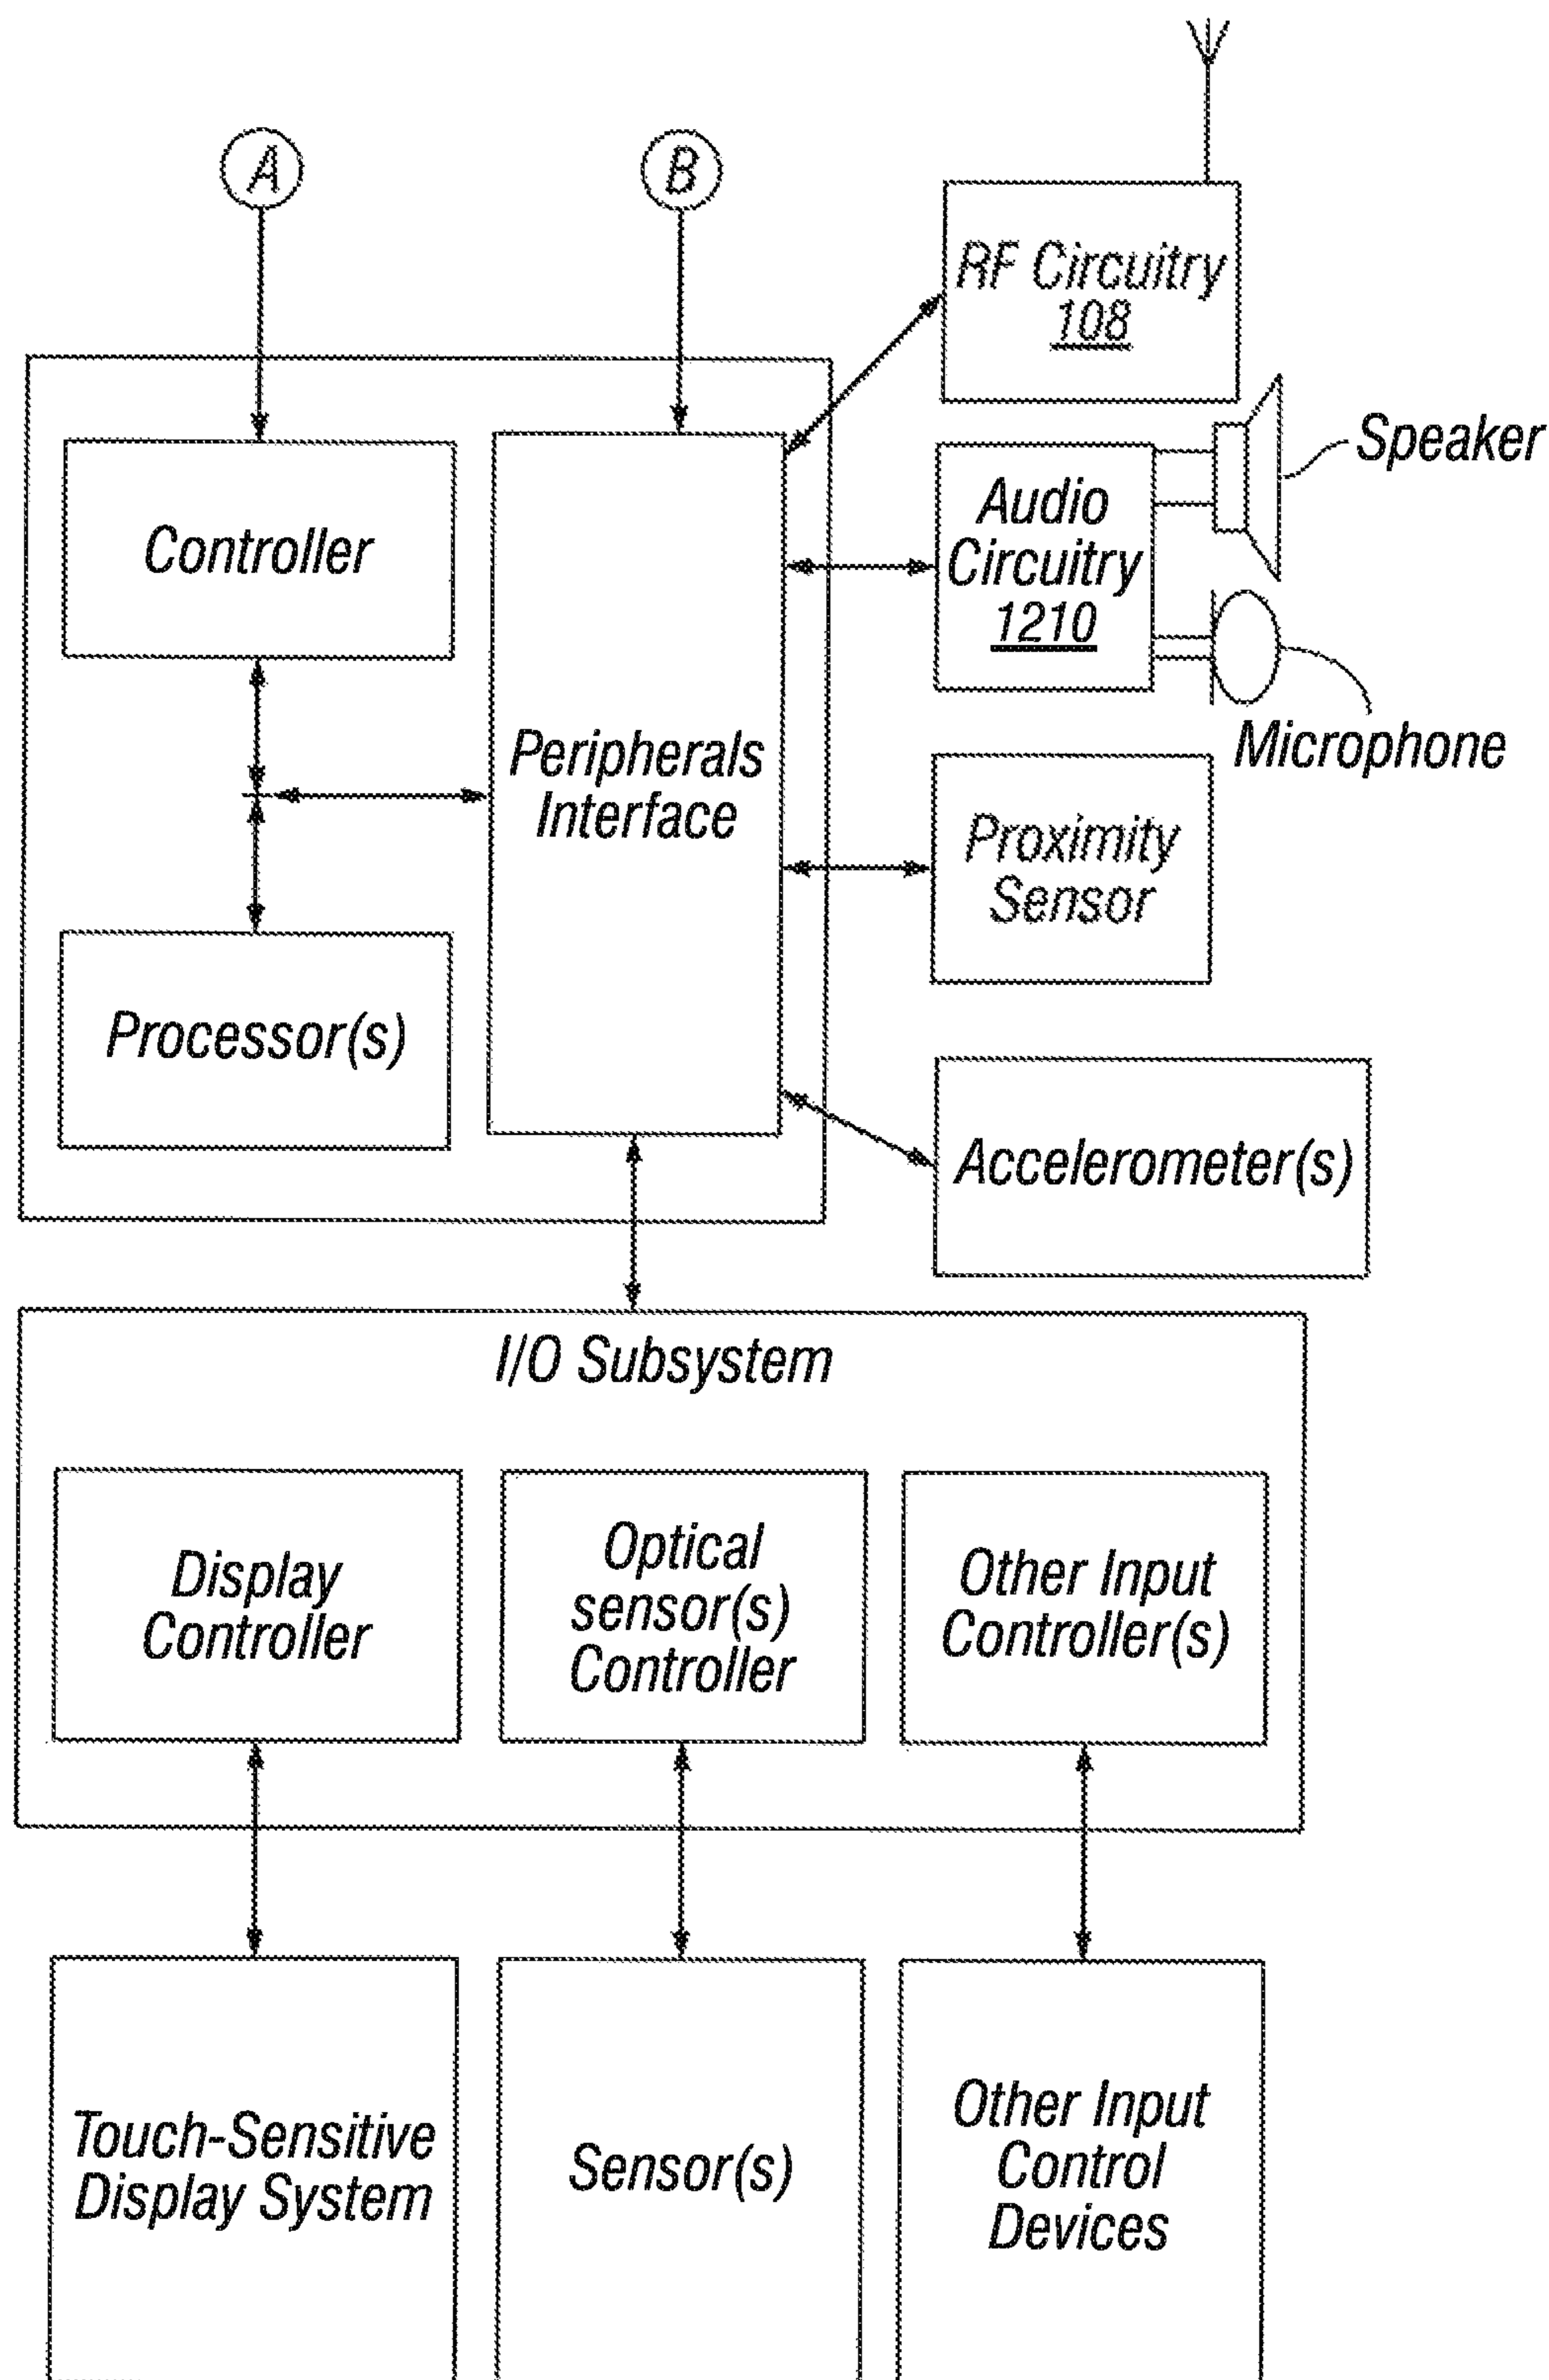 A
B
RF Circuitry
108
Speaker
Audio
Circuitry
1210
Controller
Microphone
Peripherals
Interface
Proximity
Sensor
Processor(s)
Accelerometer(s)
I/O Subsystem
Display
Controller
Optical
sensor(s)
Controller
Other Input
Controller(s)
Touch-Sensitive
Display System
Sensor(s)
Other Input
Control
Devices